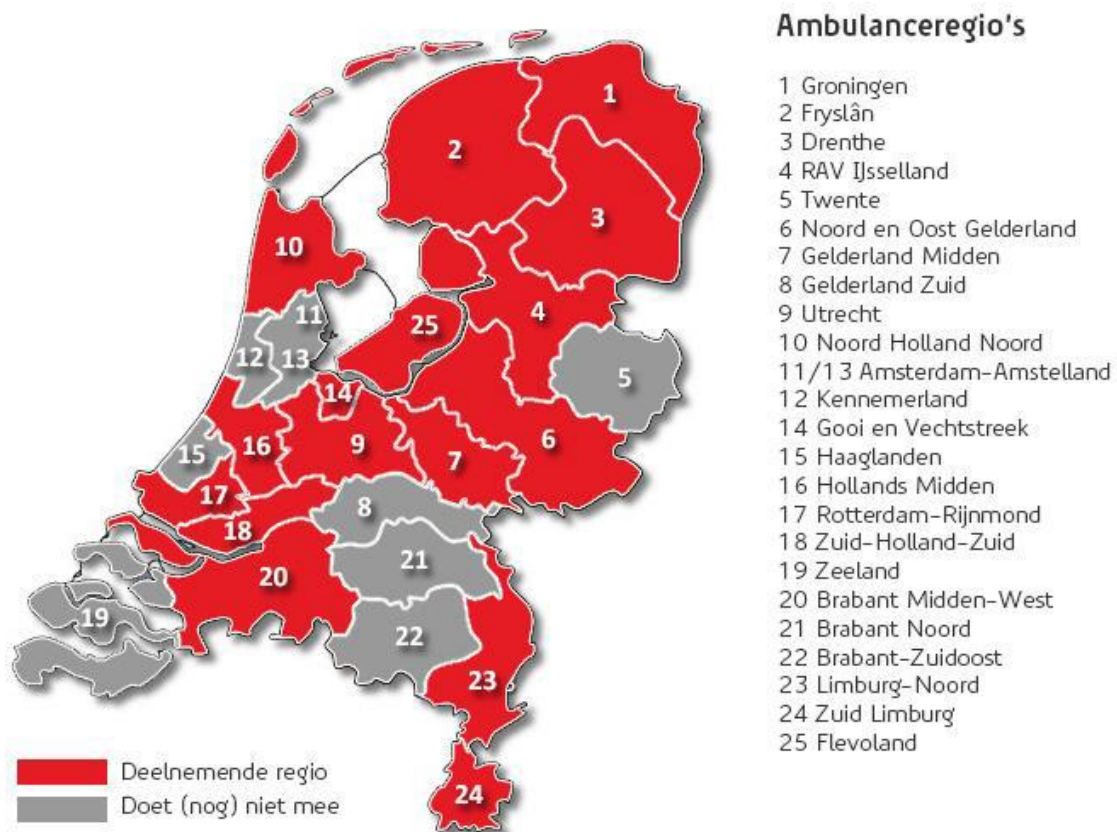 Ambulanceregio's
1 Groningen
2 Fryslân
3 Drenthe
4 RAV IJsselland
5 Twente
6 Noord en Oost Gelderland
7 Gelderland Midden
8 Gelderland Zuid
9 Utrecht
10 Noord Holland Noord
11/13 Amsterdam-Amstelland
12 Kennemerland
14 Gooi en Vechtstreek
15 Haaglanden
16 Hollands Midden
17 Rotterdam-Rijnmond
18 Zuid-Holland-Zuid
19 Zeeland
20 Brabant Midden-West
21 Brabant Noord
22 Brabant-Zuidoost
23 Limburg-Noord
24 Zuid Limburg
25 Flevoland
1
2
3
10
4
11
25
12
13
5
14
6
15
16
9
7
17
8
18
21
20
19
22
23
24
Deelnemende regio
Doet (nog) niet mee